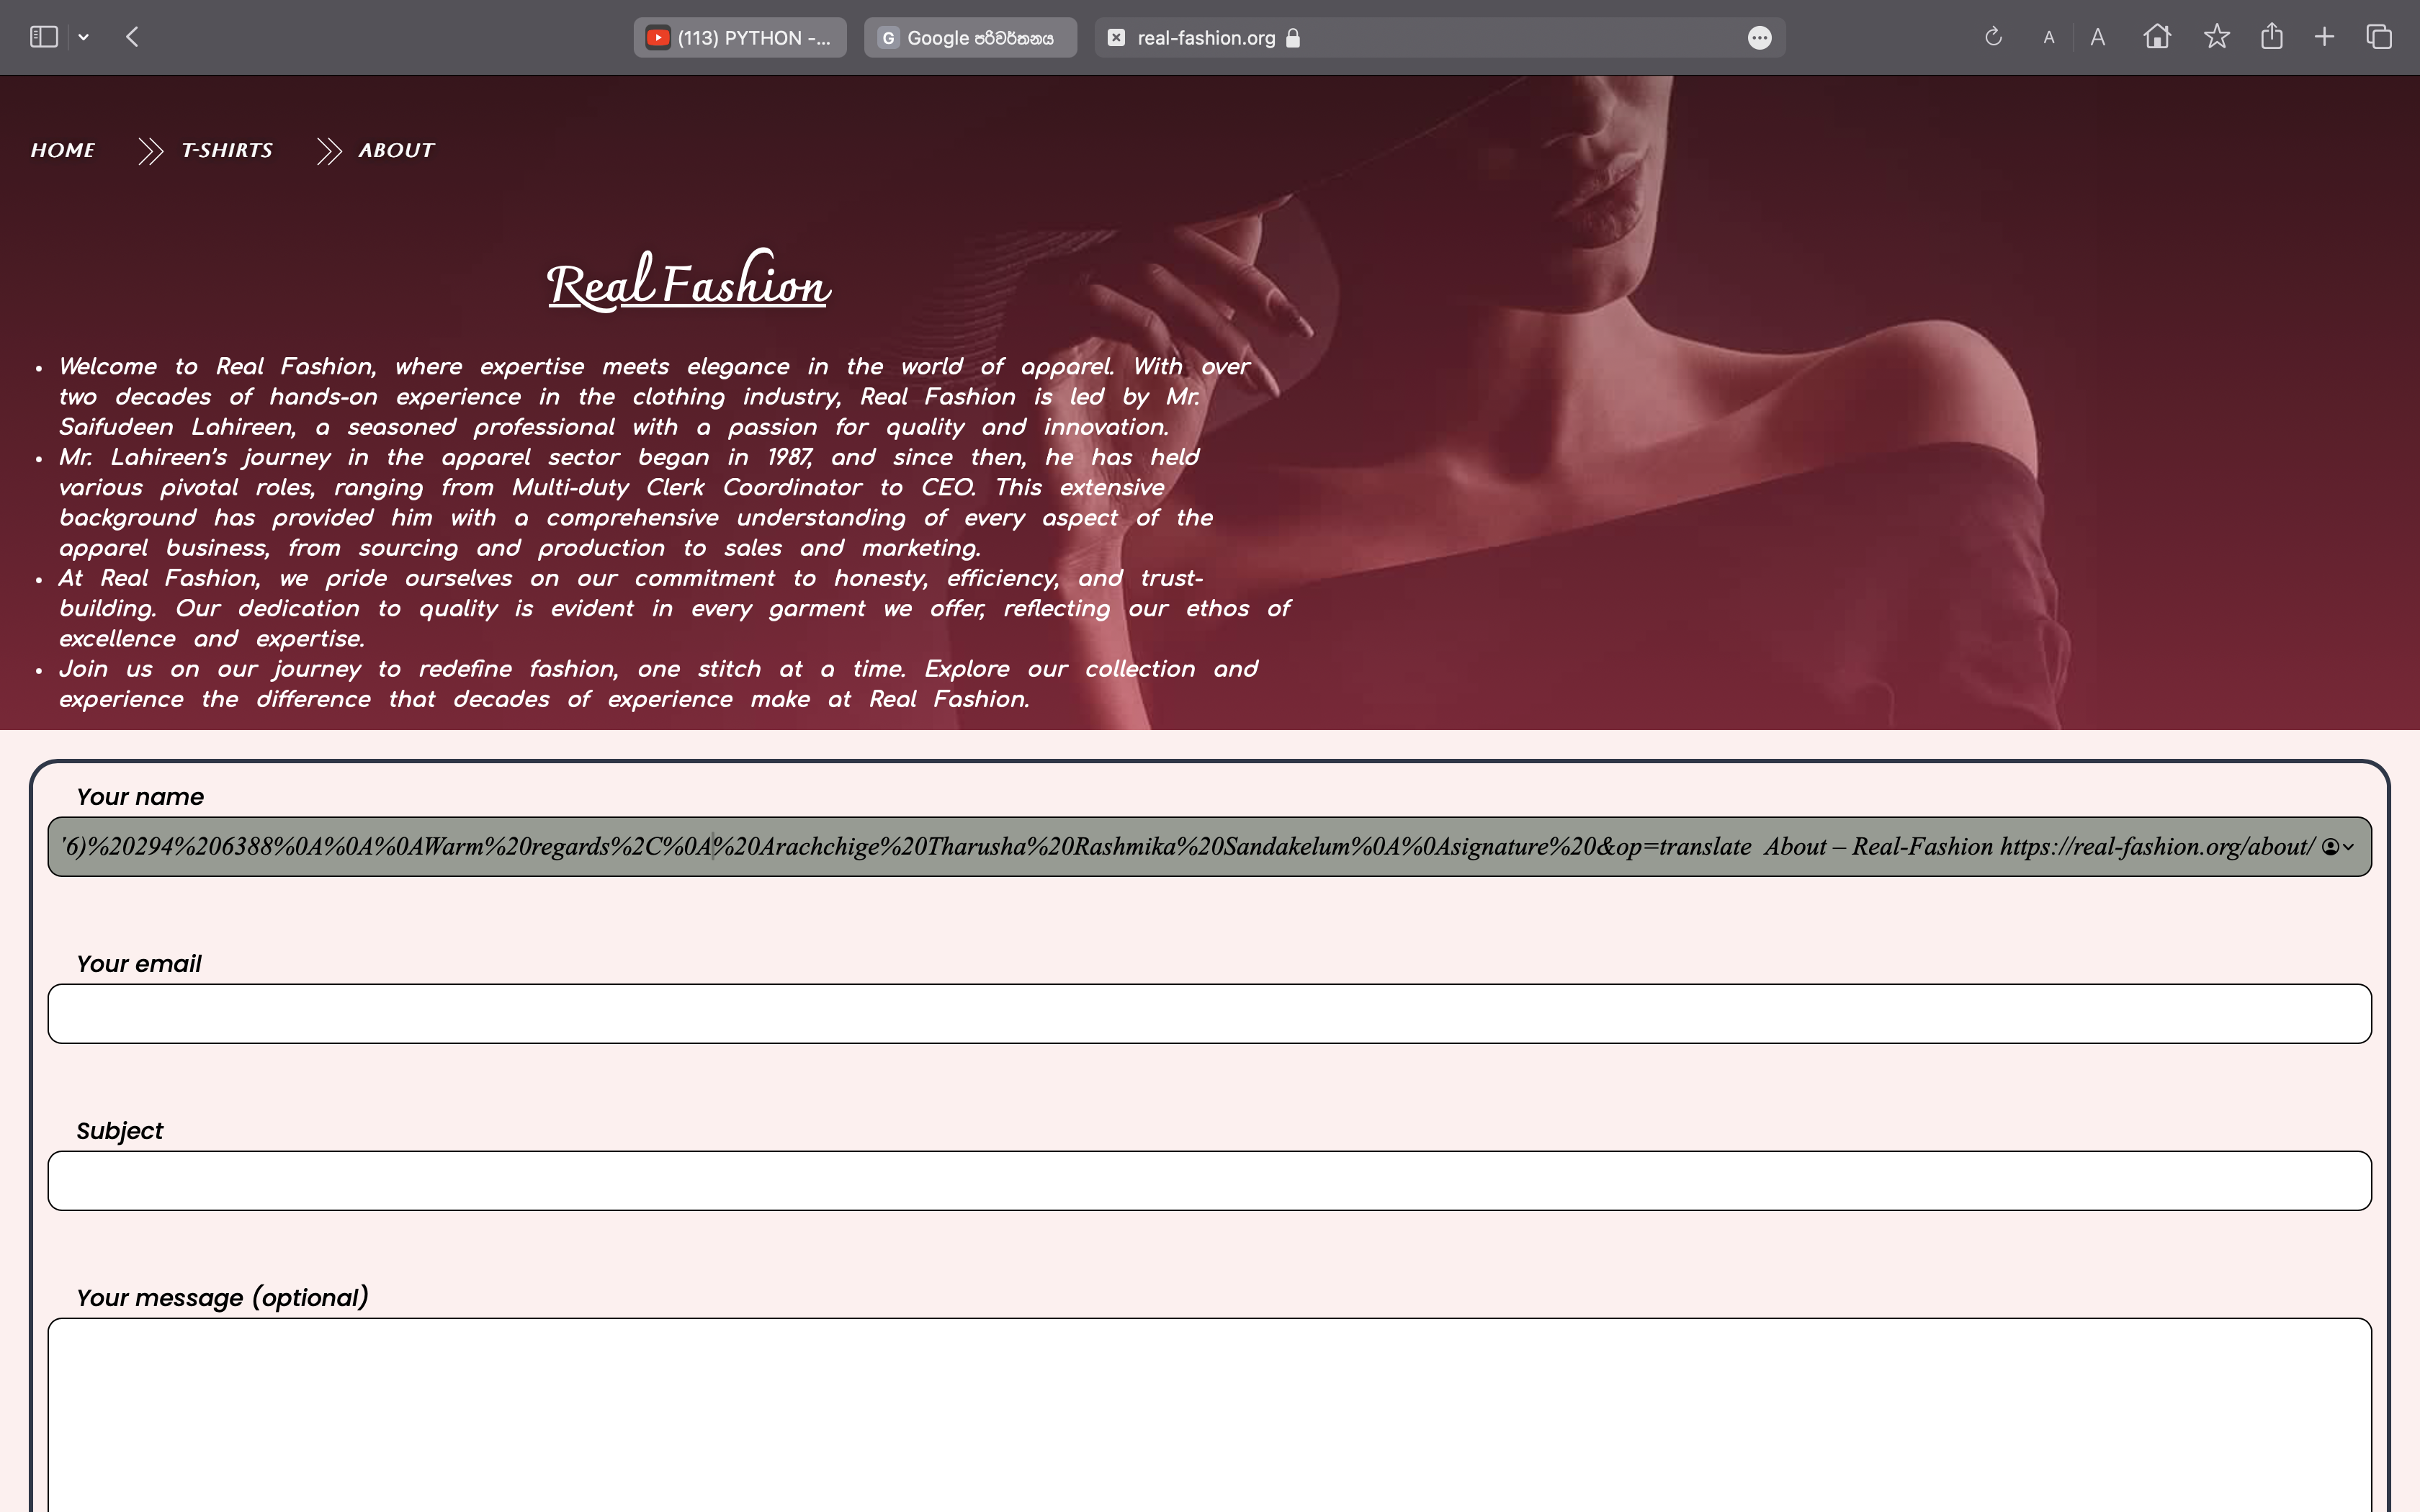 (113) PYTHON -...
G Google පරිවර්තනය
real-fashion.org
A A
HOME T-SHIRTS ABOUT
Real Fashion
• Welcome to Real Fashion, where expertise meets elegance in the world of apparel. With over
two decades of hands-on experience in the clothing industry, Real Fashion is led by Mr.
Saifudeen Lahireen, a seasoned professional with a passion for quality and innovation.
• Mr. Lahireen’s journey in the apparel sector began in 1987, and since then, he has held
various pivotal roles, ranging from Multi-duty Clerk Coordinator to CEO. This extensive
background has provided him with a comprehensive understanding of every aspect of the
apparel business, from sourcing and production to sales and marketing.
• At Real Fashion, we pride ourselves on our commitment to honesty, efficiency, and trust-
building. Our dedication to quality is evident in every garment we offer, reflecting our ethos of
excellence and expertise.
• Join us on our journey to redefine fashion, one stitch at a time. Explore our collection and
experience the difference that decades of experience make at Real Fashion.
Your name
6)%20294%206388%0A%0A%0AWarm%20regards%2C%0A%20Arachchige%20Tharusha%20Rashmika%20Sandakelum%0A%0Asignature%20&op=translate About – Real-Fashion https://real-fashion.org/about/
Your email
Subject
Your message (optional)